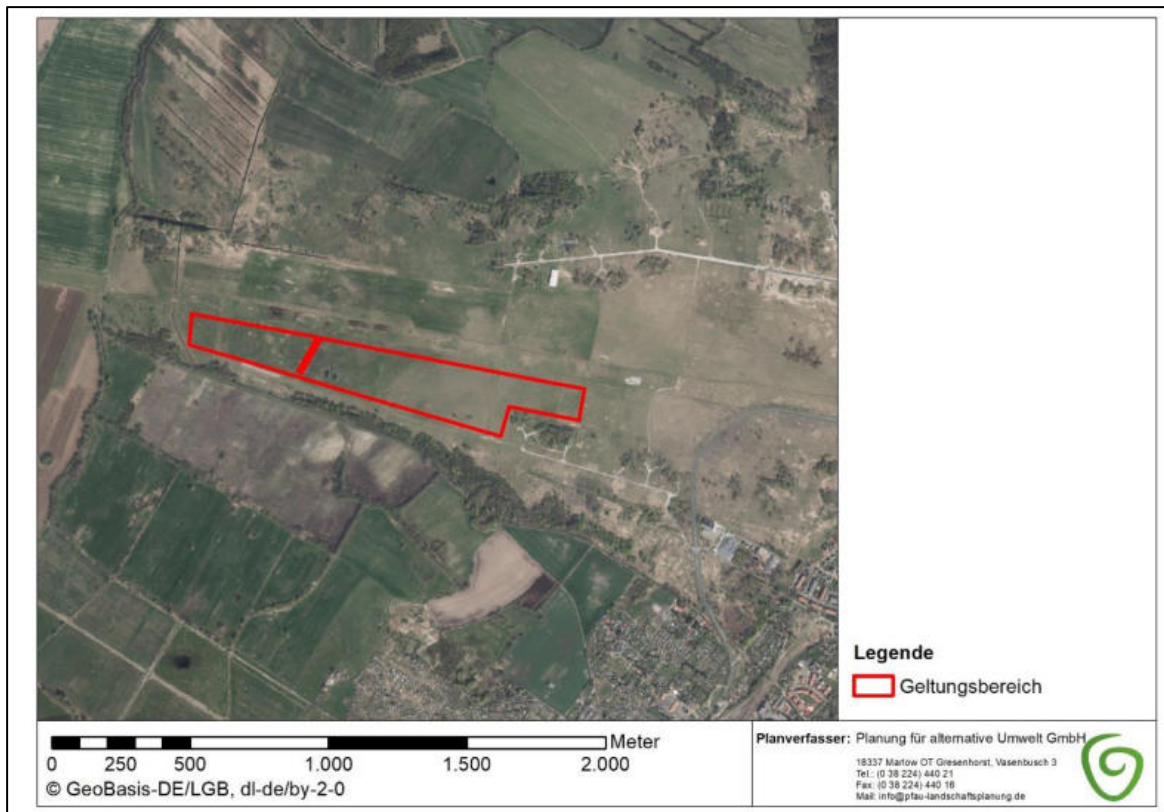 Legende
Geltungsbereich
Meter
0 250 500 1.000 1.500 2.000
© GeoBasis-DE/LGB, dl-de/by-2-0
Planverfasser: Planung für alternative Umwelt GmbH
18337 Marlow OT Gresenhorst, Vasenbusch 3
Tel.: (0 38 224) 440 21
Fax: (0 38 224) 440 16
Mail: info@pfau-landschaftsplanung.de